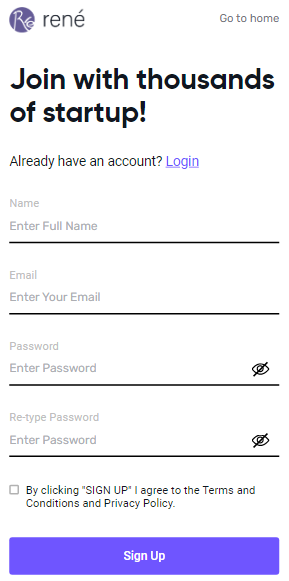 Re rené
Go to home
Join with thousands
of startup!
Already have an account? Login
Name
Enter Full Name
Email
Enter Your Email
Password
Enter Password
Re-type Password
Enter Password
By clicking "SIGN UP" I agree to the Terms and
Conditions and Privacy Policy.
Sign Up